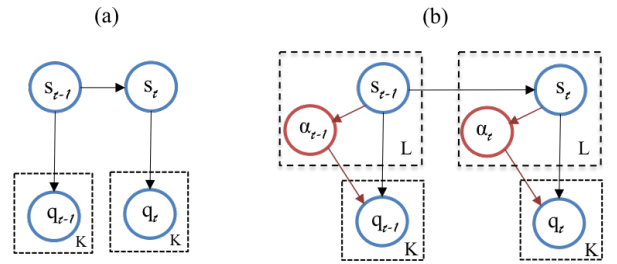 (a) (b)
s_{t-1} s_t s_{t-1} s_t
α_{t-1} L α_t L
q_{t-1} K q_t K q_{t-1} K q_t K